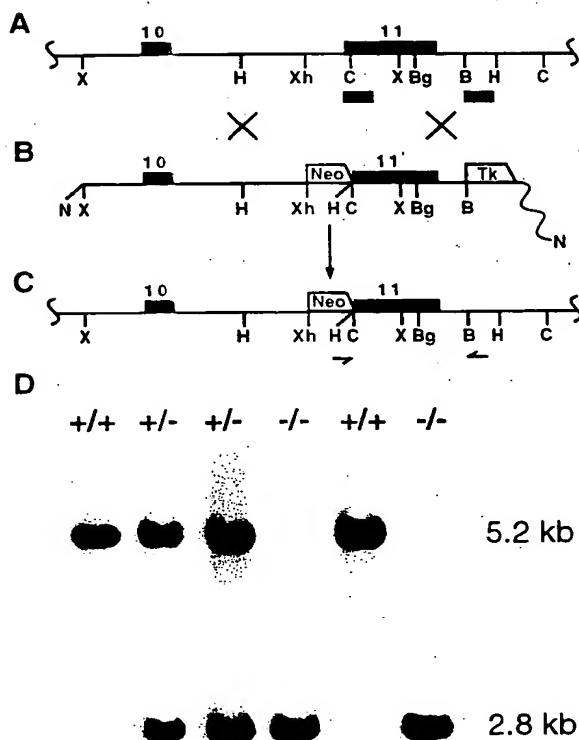 A
10 11
X H Xh C X Bg B H C
B
10 Neo 11' Tk
N X H Xh H C X Bg B N
C
10 Neo 11
X H Xh H C X Bg B H C
D
+/+ +/- +/- -/- +/+ -/-
5.2 kb
2.8 kb